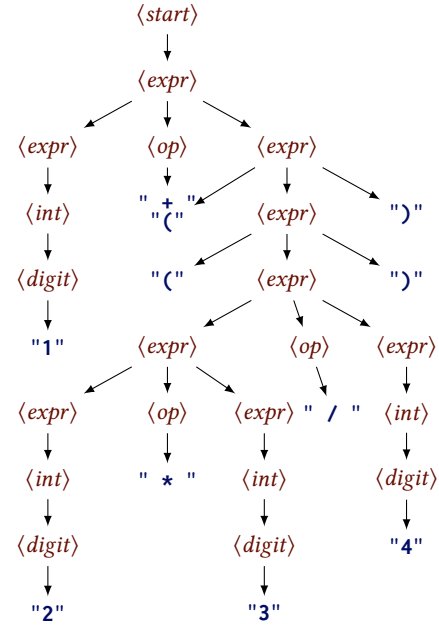 ⟨start⟩
⟨expr⟩
⟨expr⟩ ⟨op⟩ ⟨expr⟩
" + "
⟨int⟩ "(" ⟨expr⟩ ")"
⟨digit⟩ "(" ⟨expr⟩ ")"
"1" ⟨expr⟩ ⟨op⟩ ⟨expr⟩
⟨expr⟩ ⟨op⟩ ⟨expr⟩ " / " ⟨int⟩
⟨int⟩ " * " ⟨int⟩ ⟨digit⟩
⟨digit⟩ ⟨digit⟩ "4"
"2" "3"